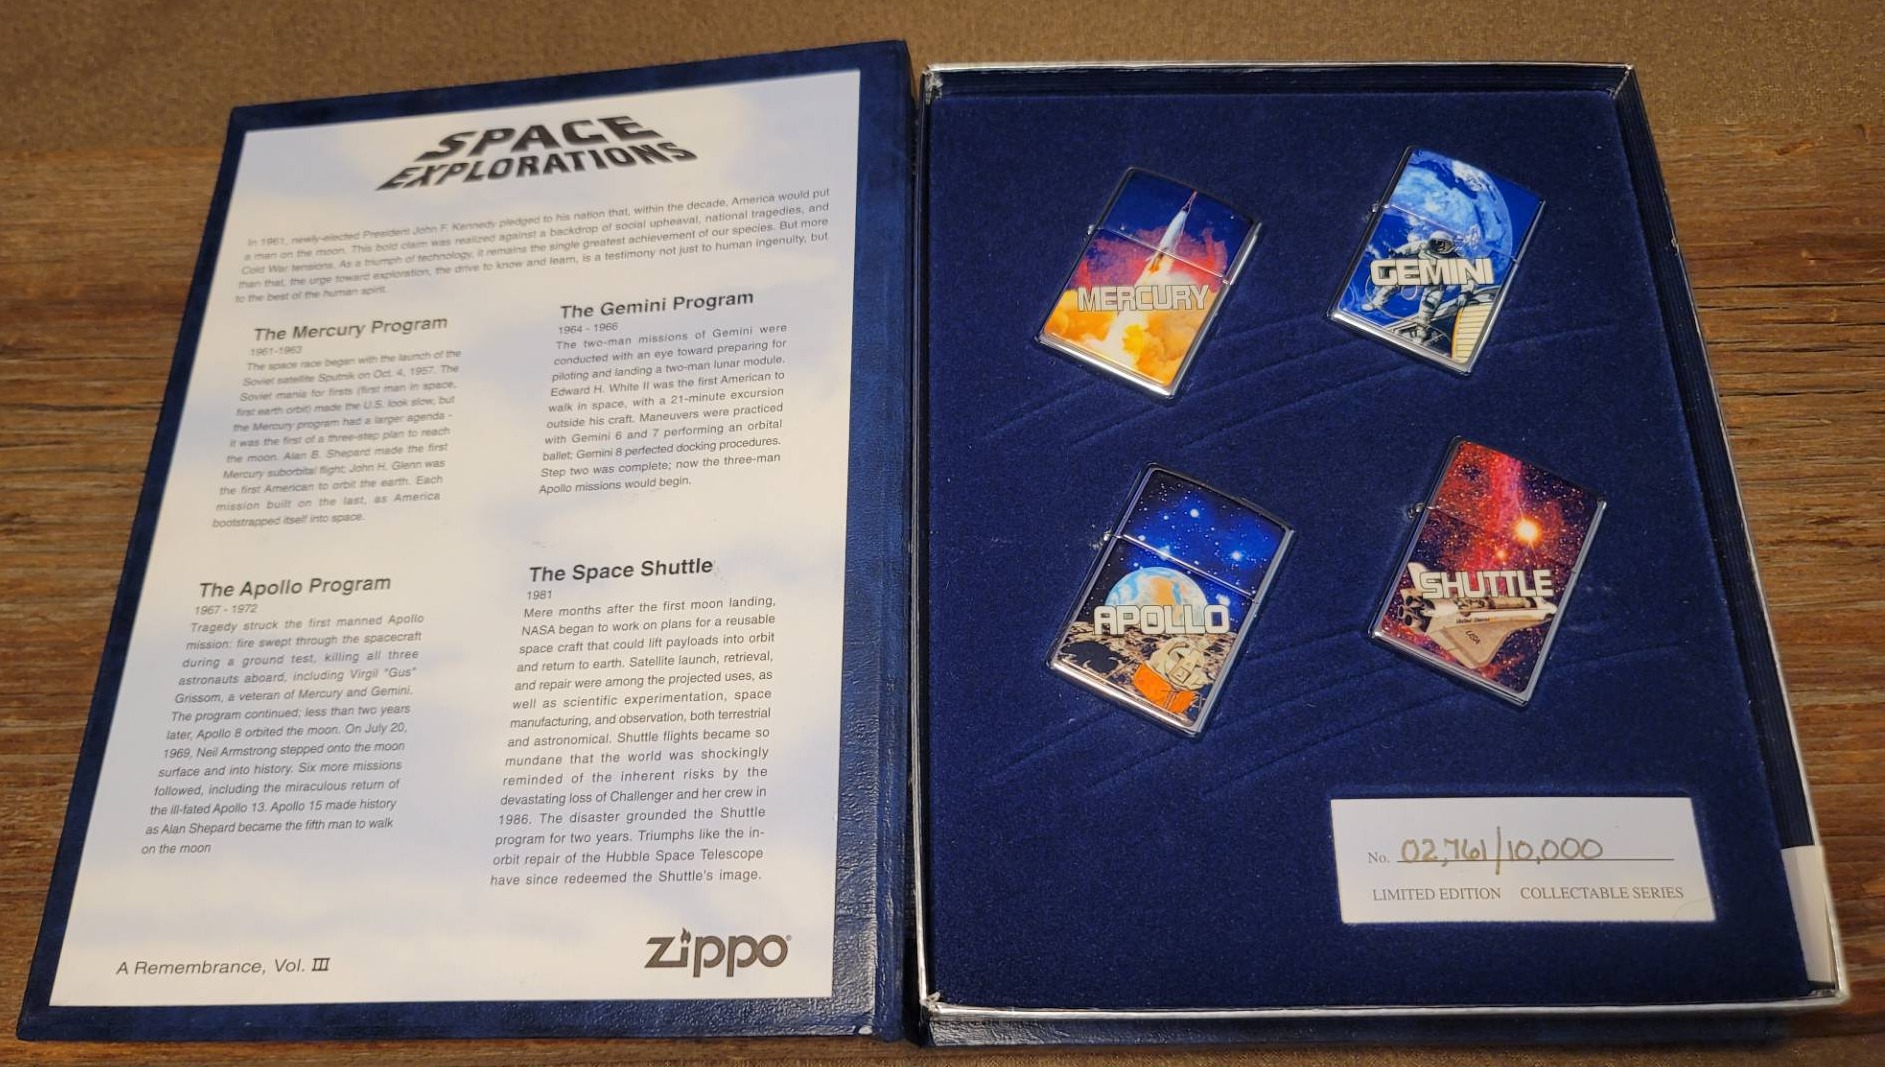 SPACE
EXPLORATIONS
In 1961, newly-elected President John F. Kennedy pledged to his nation that, within the decade, America would put
a man on the moon. This bold claim was realized against a backdrop of social upheaval, national tragedies, and
Cold War tensions. As a triumph of technology, it remains the single greatest achievement of our species. But more
than that, the urge toward exploration, the drive to know and learn, is a testimony not just to human ingenuity, but
to the best of the human spirit.
The Mercury Program
1961-1963
The space race began with the launch of the
Soviet satellite Sputnik on Oct. 4, 1957. The
Soviet mania for firsts (first man in space,
first earth orbit) made the U.S. look slow, but
the Mercury program had a larger agenda -
it was the first of a three-step plan to reach
the moon. Alan B. Shepard made the first
Mercury suborbital flight; John H. Glenn was
the first American to orbit the earth. Each
mission built on the last, as America
bootstrapped itself into space.
The Gemini Program
1964 - 1966
The two-man missions of Gemini were
conducted with an eye toward preparing for
piloting and landing a two-man lunar module.
Edward H. White II was the first American to
walk in space, with a 21-minute excursion
outside his craft. Maneuvers were practiced
with Gemini 6 and 7 performing an orbital
ballet; Gemini 8 perfected docking procedures.
Step two was complete; now the three-man
Apollo missions would begin.
The Apollo Program
1967 - 1972
Tragedy struck the first manned Apollo
mission: fire swept through the spacecraft
during a ground test, killing all three
astronauts aboard, including Virgil "Gus"
Grissom, a veteran of Mercury and Gemini.
The program continued; less than two years
later, Apollo 8 orbited the moon. On July 20,
1969, Neil Armstrong stepped onto the moon
surface and into history. Six more missions
followed, including the miraculous return of
the ill-fated Apollo 13. Apollo 15 made history
as Alan Shepard became the fifth man to walk
on the moon
The Space Shuttle
1981
Mere months after the first moon landing,
NASA began to work on plans for a reusable
space craft that could lift payloads into orbit
and return to earth. Satellite launch, retrieval,
and repair were among the projected uses, as
well as scientific experimentation, space
manufacturing, and observation, both terrestrial
and astronomical. Shuttle flights became so
mundane that the world was shockingly
reminded of the inherent risks by the
devastating loss of Challenger and her crew in
1986. The disaster grounded the Shuttle
program for two years. Triumphs like the in-
orbit repair of the Hubble Space Telescope
have since redeemed the Shuttle's image.
A Remembrance, Vol. III
zippo®
MERCURY
GEMINI
APOLLO
SHUTTLE
United States
USA
No. 02,761/10,000
LIMITED EDITION COLLECTABLE SERIES